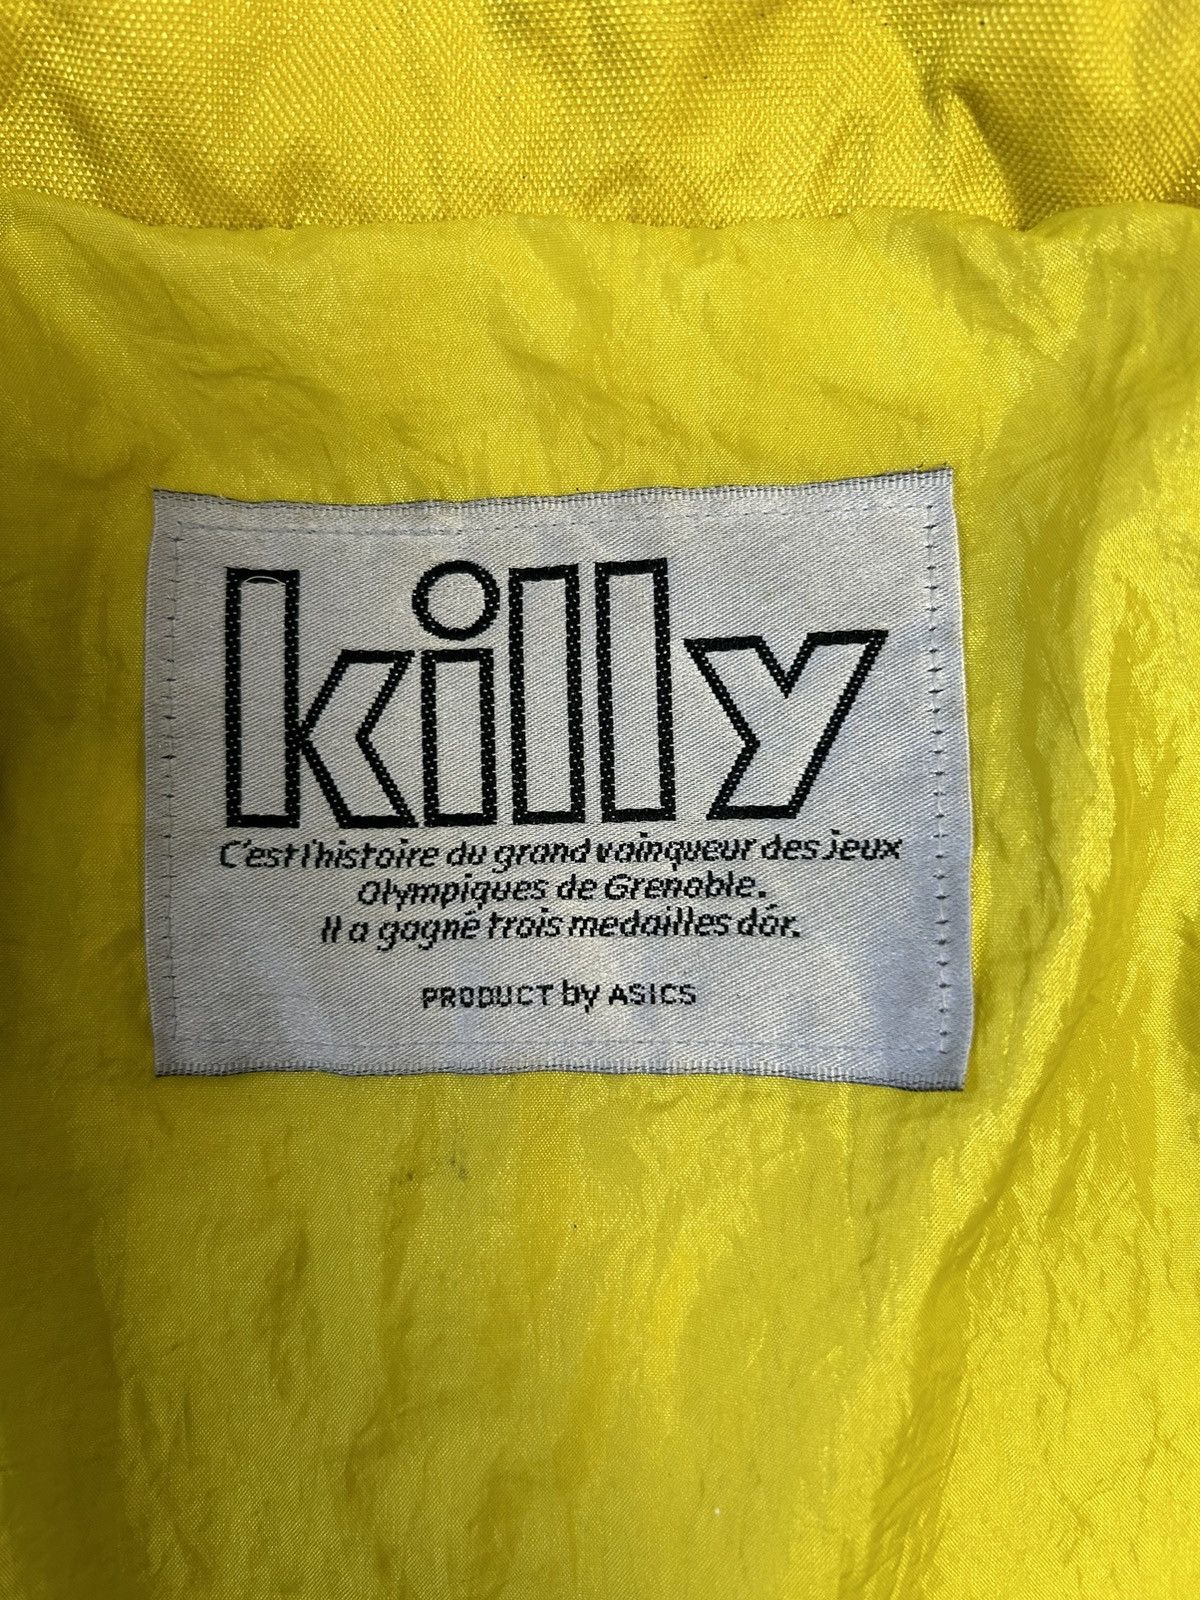 killy
C'est l'histoire du grand vainqueur des jeux
Olympiques de Grenoble.
Il a gagné trois medailles dór.
PRODUCT by ASICS